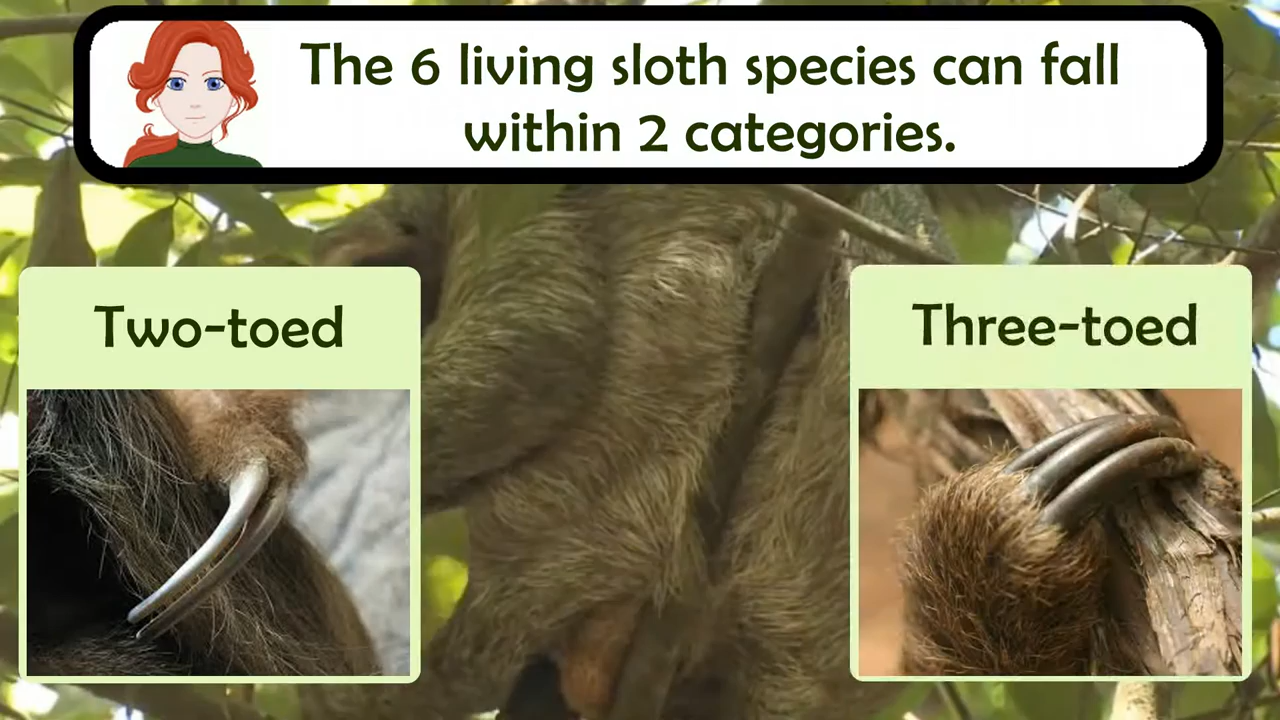 The 6 living sloth species can fall
within 2 categories.
Two-toed
Three-toed